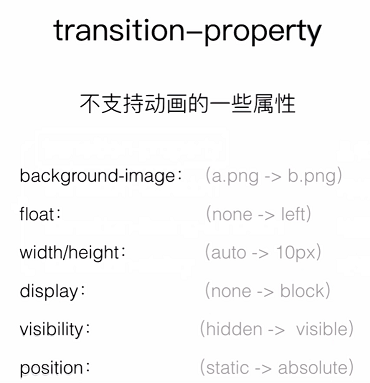 transition-property
不支持动画的一些属性
background-image： （a.png -> b.png）
float： （none -> left）
width/height： （auto -> 10px）
display： （none -> block）
visibility： （hidden -> visible）
position： （static -> absolute）